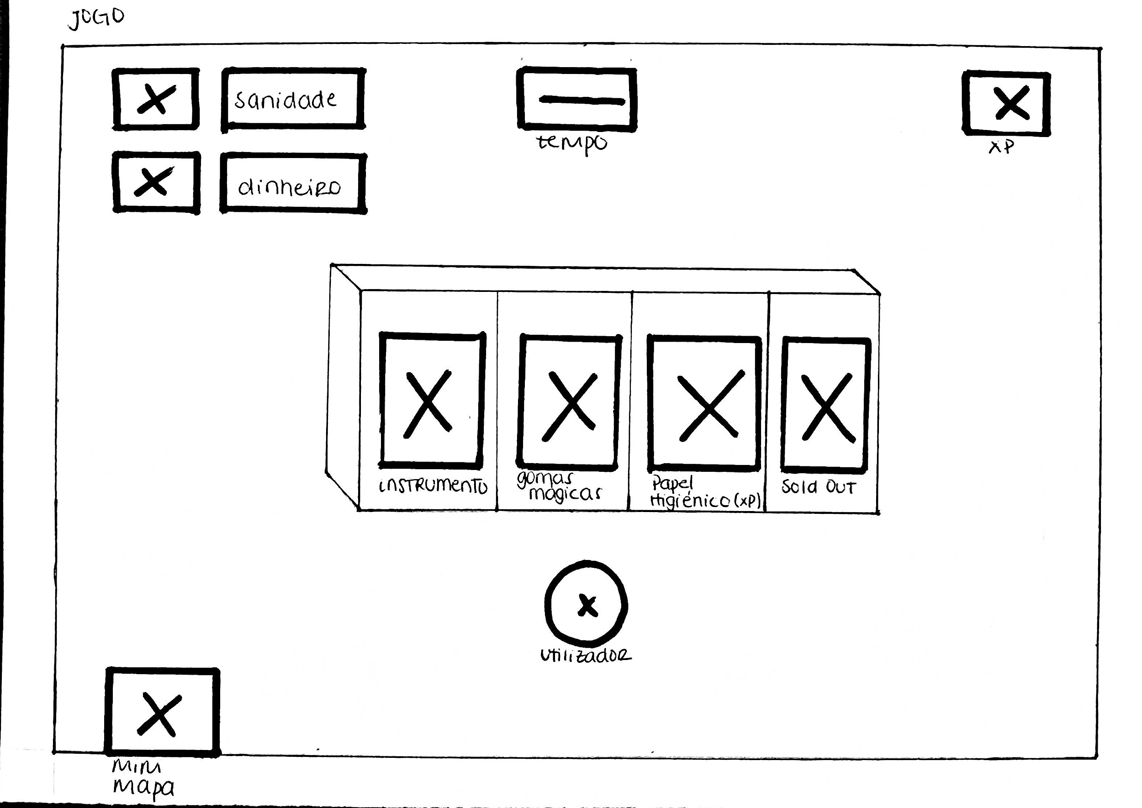 JOGO
sanidade
tempo
XP
dinheiro
INSTRUMENTO
gomas
mágicas
Papel
Higiénico (XP)
Sold OUT
utilizador
mini
mapa